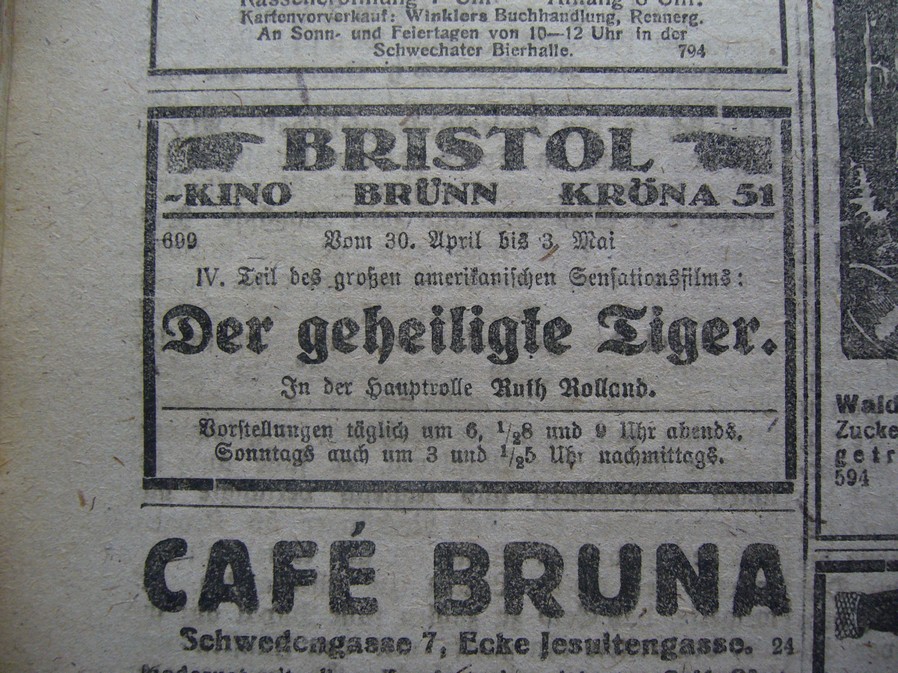 Kartenvorverkauf: Winklers Buchhandlung, Rennerg.
An Sonn- und Feiertagen von 10—12 Uhr in der
Schwechater Bierhalle. 794
BRISTOL
-KINO BRÜNN KRÖNA 51
699 Vom 30. April bis 3. Mai
IV. Teil des großen amerikanischen Sensationsfilms:
Der geheiligte Tiger.
In der Hauptrolle Ruth Rolland.
Vorstellungen täglich um 6, 1/28 und 9 Uhr abends.
Sonntags auch um 3 und 1/25 Uhr nachmittags.
CAFÉ BRUNA
Schwedengasse 7, Ecke Jesuitengasse. 24
Wald
Zucke
getr
594